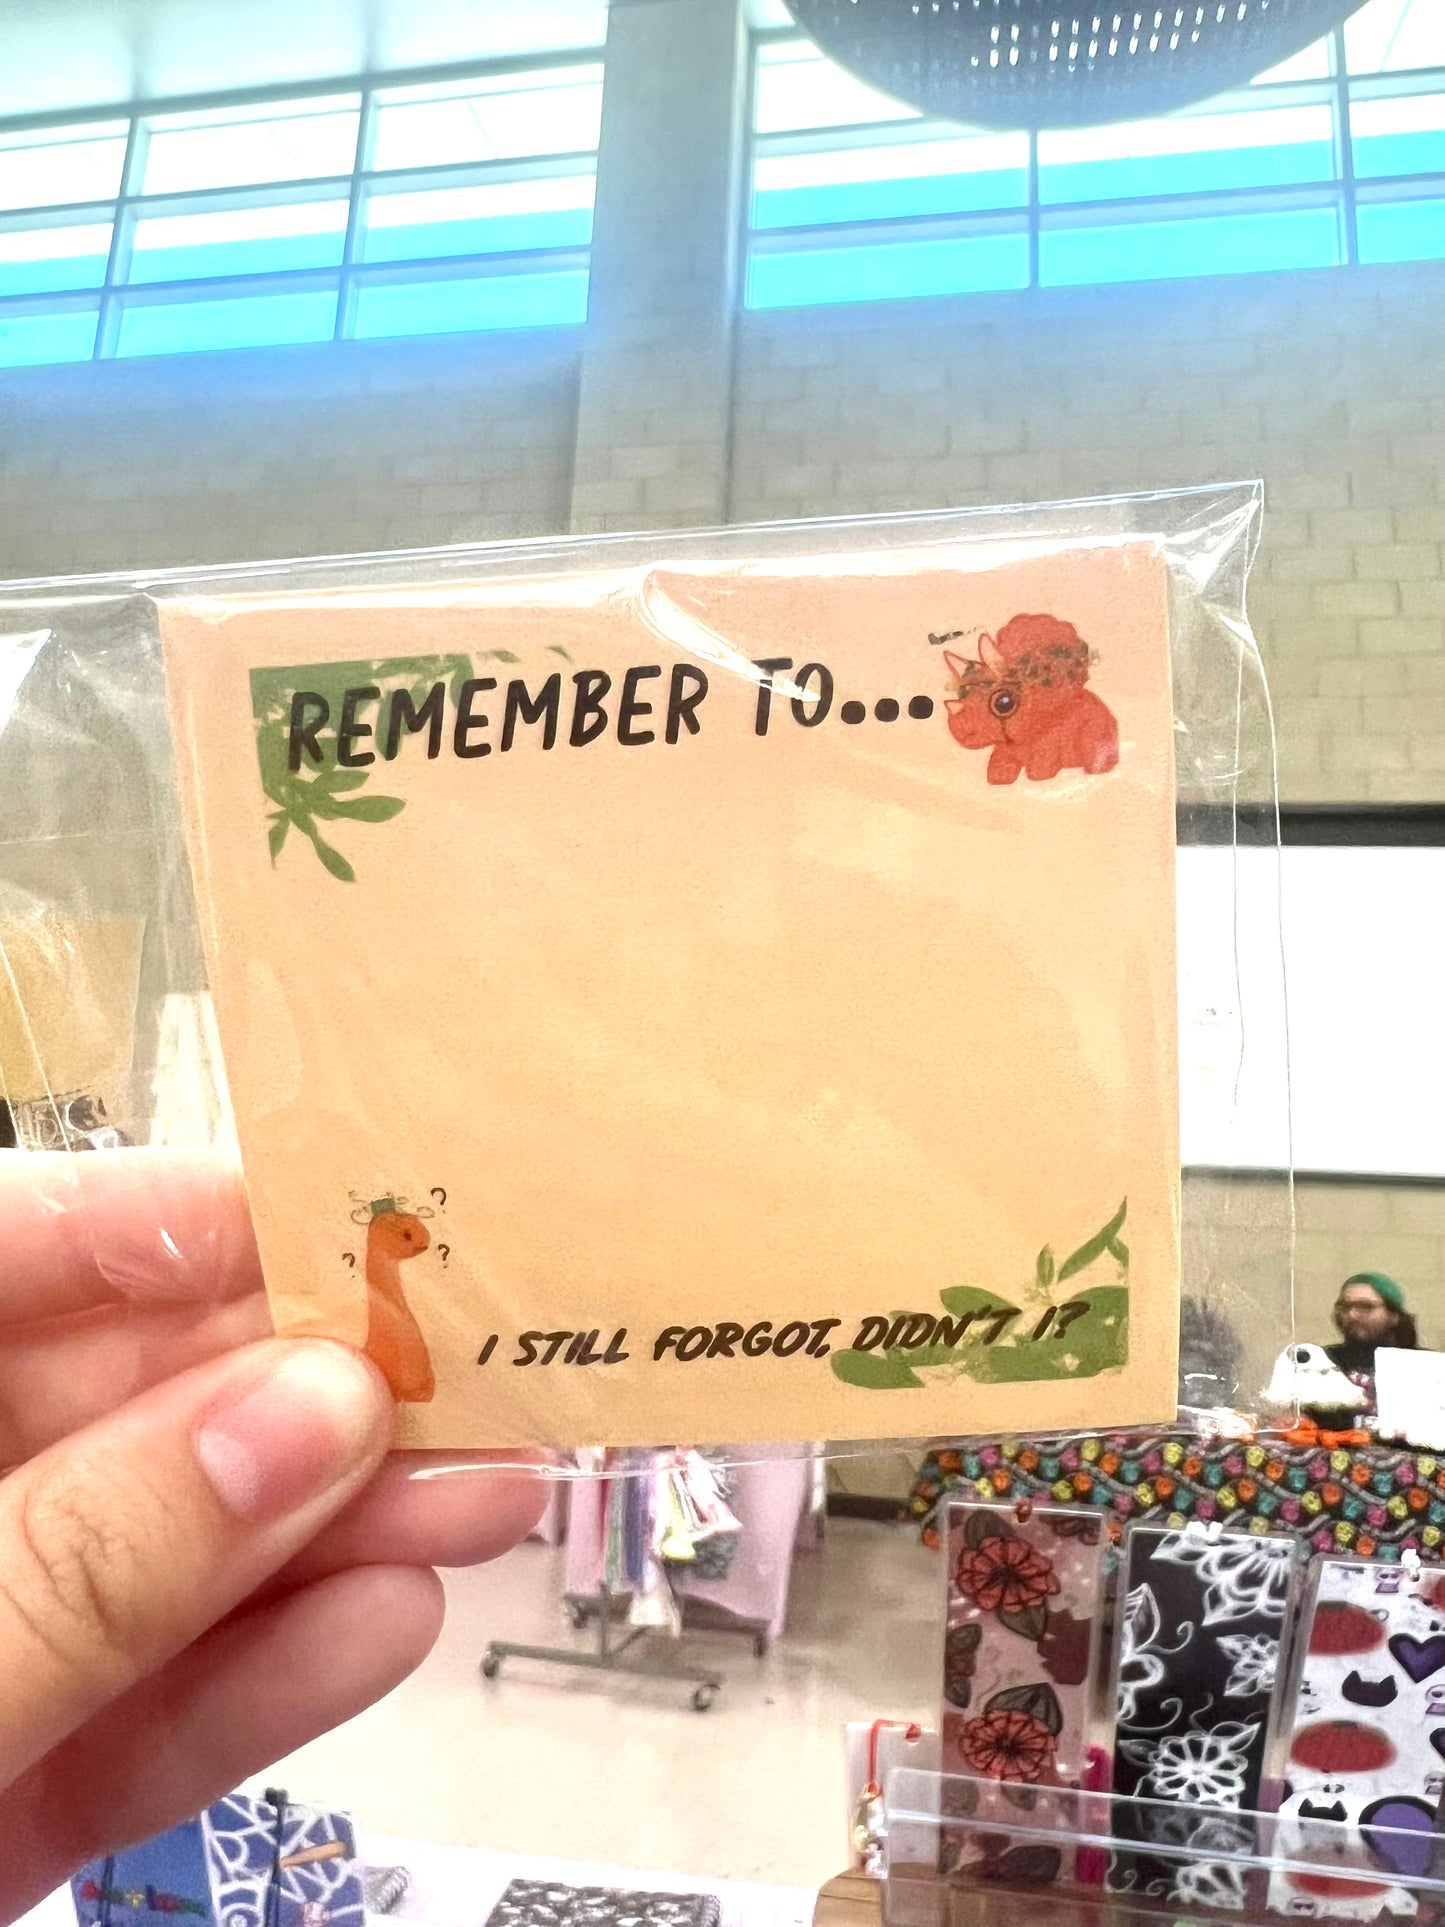 REMEMBER TO...
?
? ?
I STILL FORGOT, DIDN'T I?